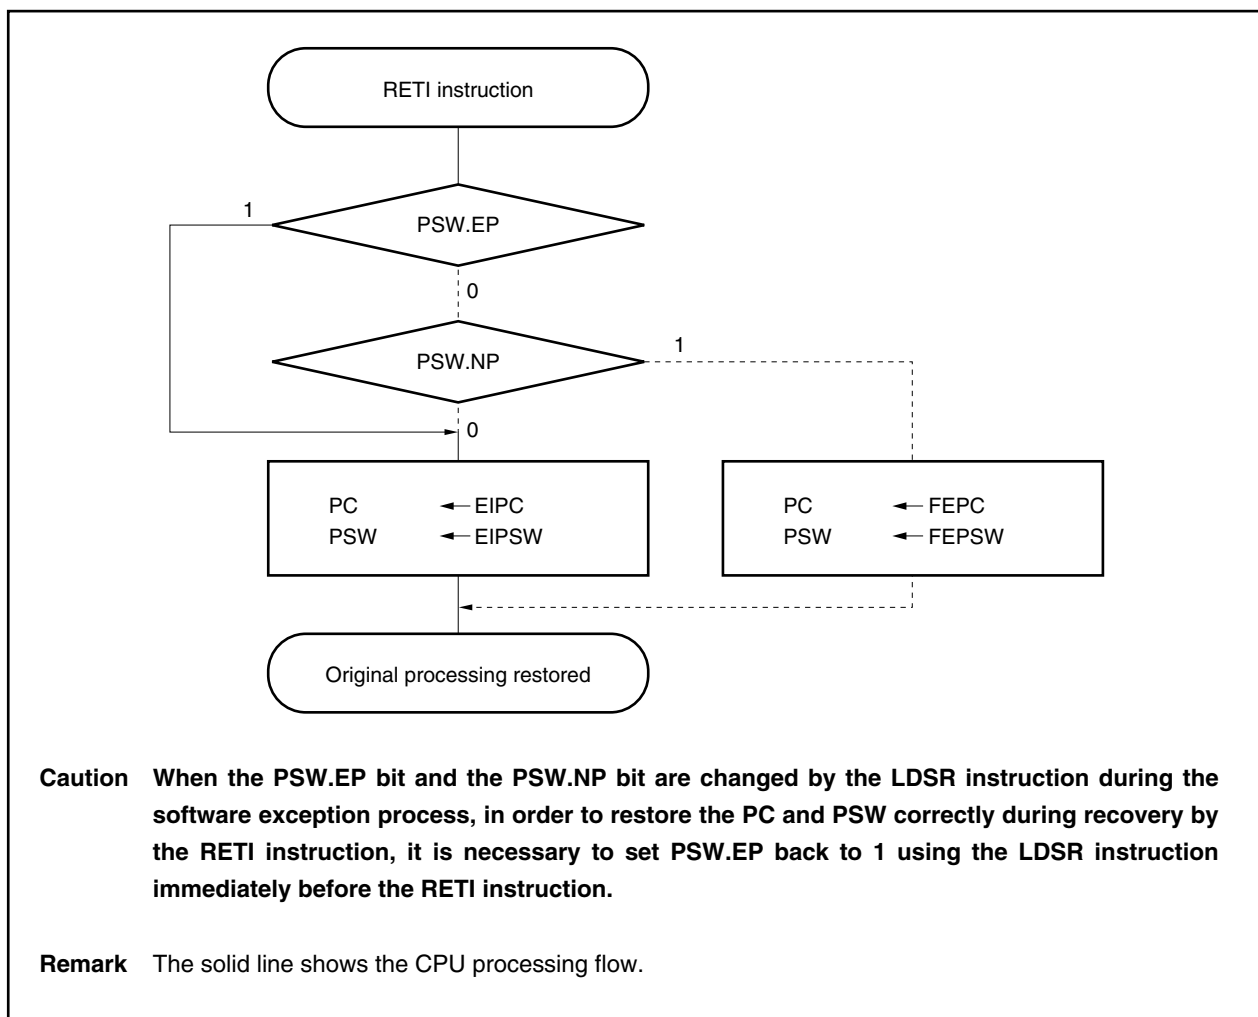 RETI instruction
1
PSW.EP
0
PSW.NP
1
0
PC ← EIPC
PSW ← EIPSW
PC ← FEPC
PSW ← FEPSW
Original processing restored
Caution When the PSW.EP bit and the PSW.NP bit are changed by the LDSR instruction during the
software exception process, in order to restore the PC and PSW correctly during recovery by
the RETI instruction, it is necessary to set PSW.EP back to 1 using the LDSR instruction
immediately before the RETI instruction.
Remark The solid line shows the CPU processing flow.